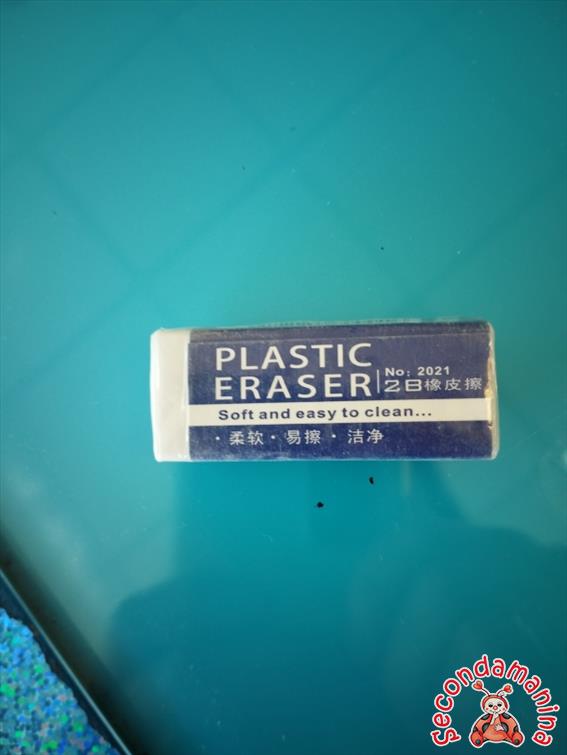 PLASTIC
ERASER
No: 2021
2B橡皮擦
Soft and easy to clean...
·柔软·易擦·洁净
Secondamanina